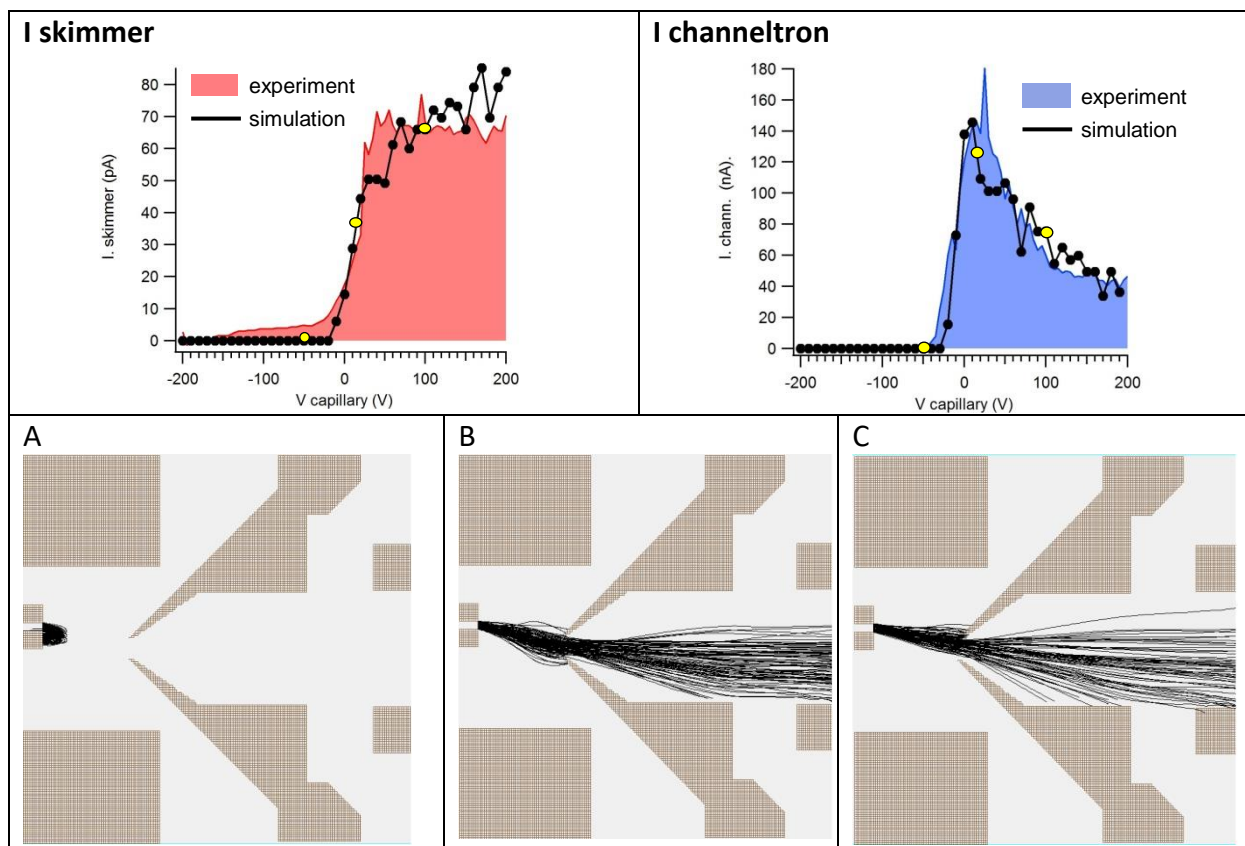 I skimmer
I channeltron
experiment
simulation
I. skimmer (pA)
80
70
60
50
40
30
20
10
0
-200
-100
0
100
200
V capillary (V)
experiment
simulation
I. chann. (nA).
180
160
140
120
100
80
60
40
20
0
-200
-100
0
100
200
V capillary (V)
A
B
C